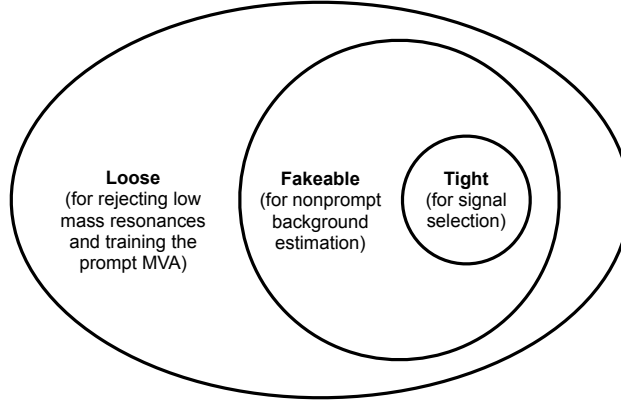 Loose
(for rejecting low
mass resonances
and training the
prompt MVA)
Fakeable
(for nonprompt
background
estimation)
Tight
(for signal
selection)